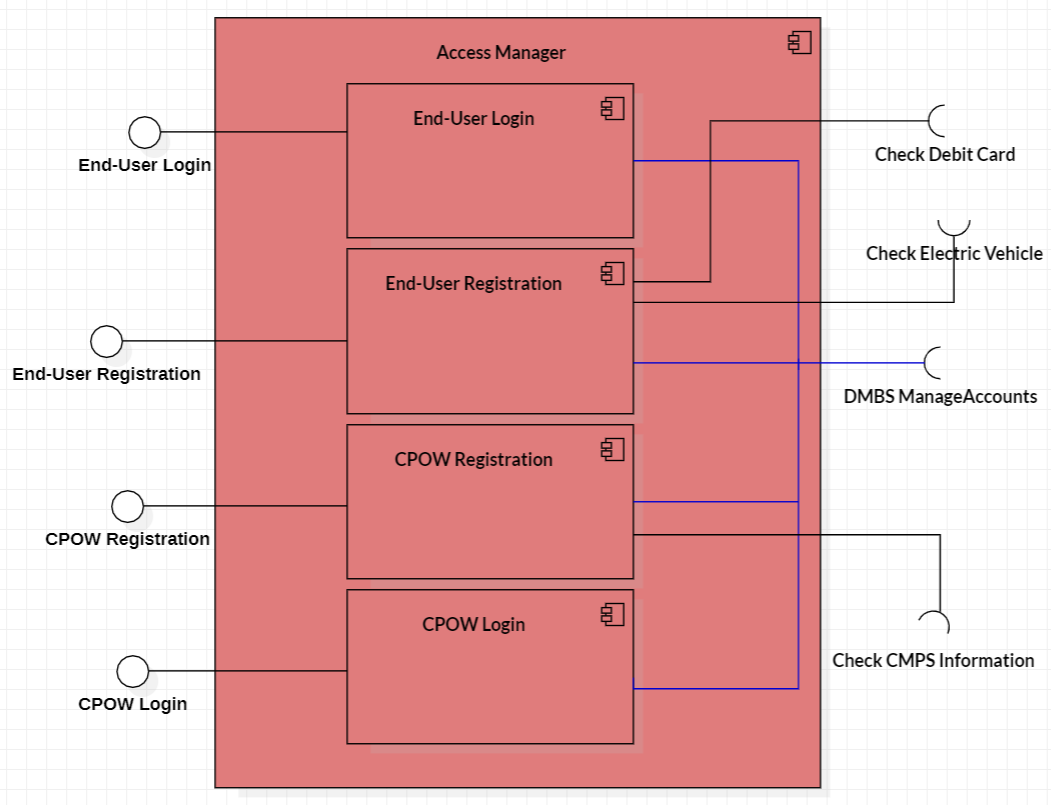 Access Manager
End-User Login
End-User Login
Check Debit Card
Check Electric Vehicle
End-User Registration
End-User Registration
DMBS ManageAccounts
CPOW Registration
CPOW Registration
CPOW Login
Check CMPS Information
CPOW Login